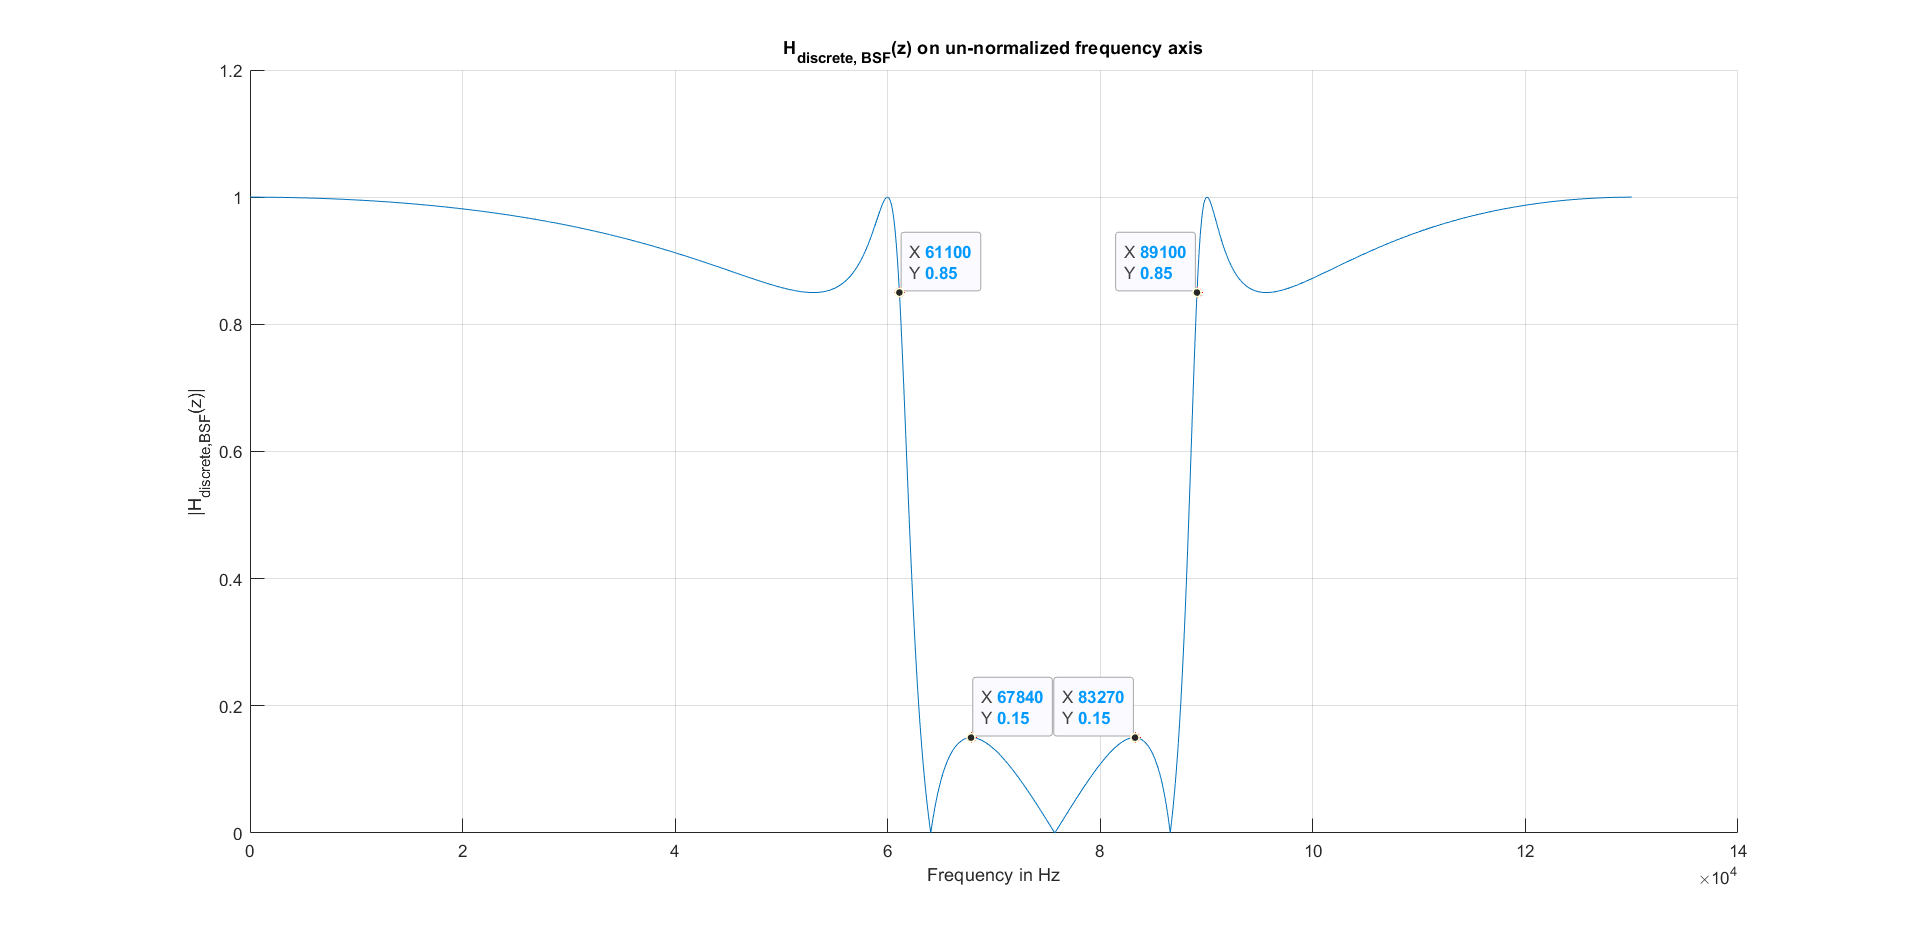 H_discrete, BSF(z) on un-normalized frequency axis
1.2
1
0.8
0.6
0.4
0.2
0
|H_discrete,BSF(z)|
X 61100
Y 0.85
X 89100
Y 0.85
X 67840
Y 0.15
X 83270
Y 0.15
0 2 4 6 8 10 12 14
Frequency in Hz
×10^4